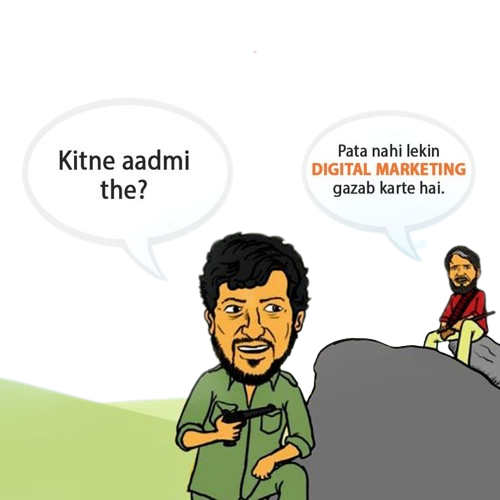 Kitne aadmi
the?
Pata nahi lekin
DIGITAL MARKETING
gazab karte hai.